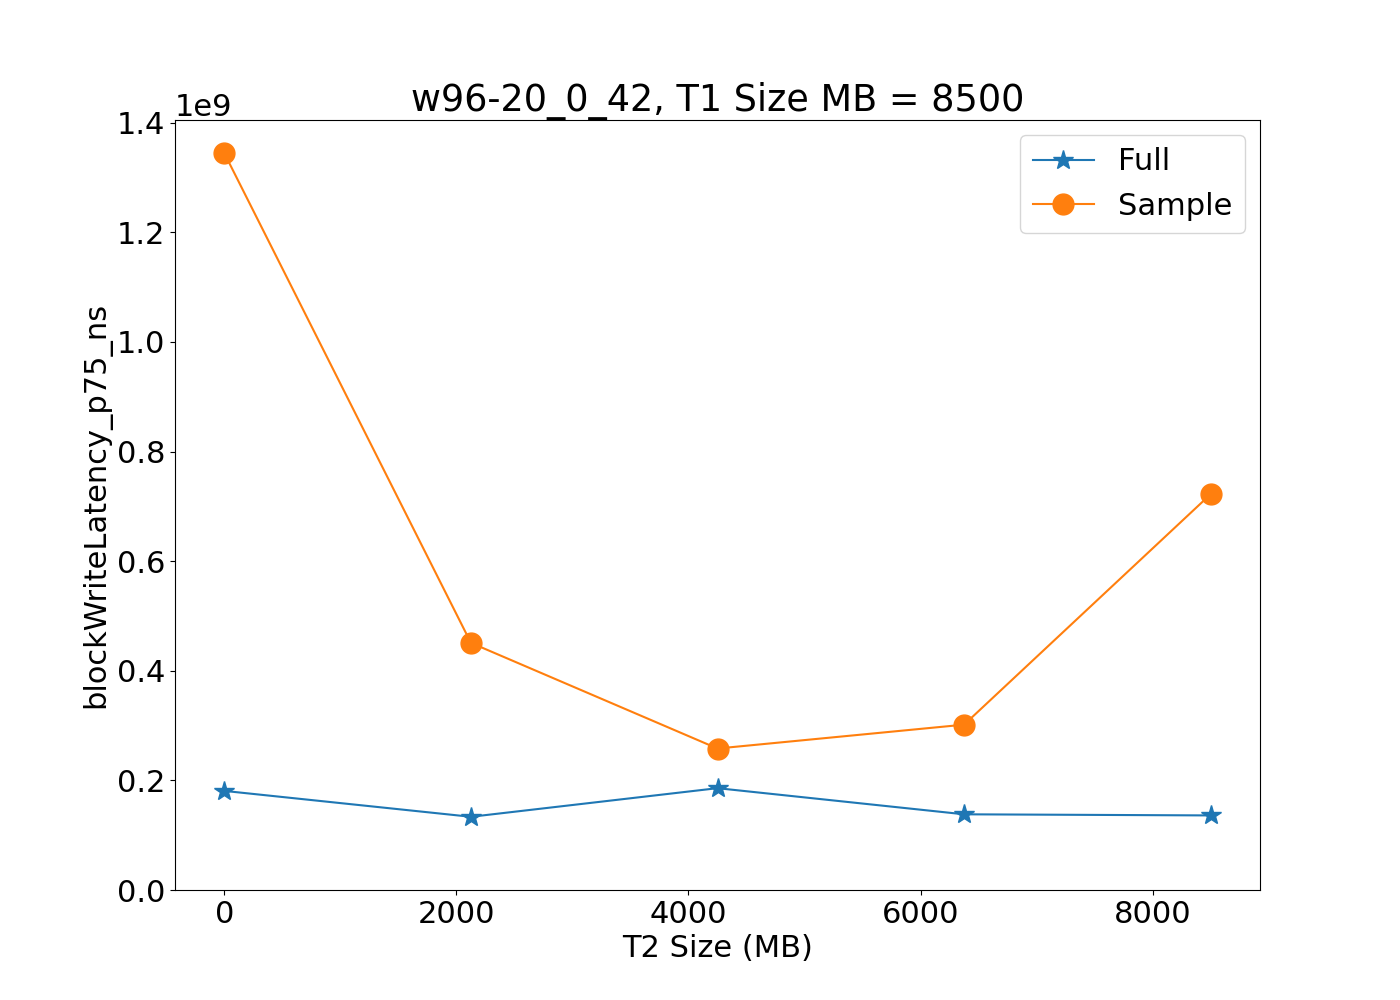 w96-20_0_42, T1 Size MB = 8500
1e9
1.4
1.2
1.0
0.8
0.6
0.4
0.2
0.0
blockWriteLatency_p75_ns
Full
Sample
0 2000 4000 6000 8000
T2 Size (MB)